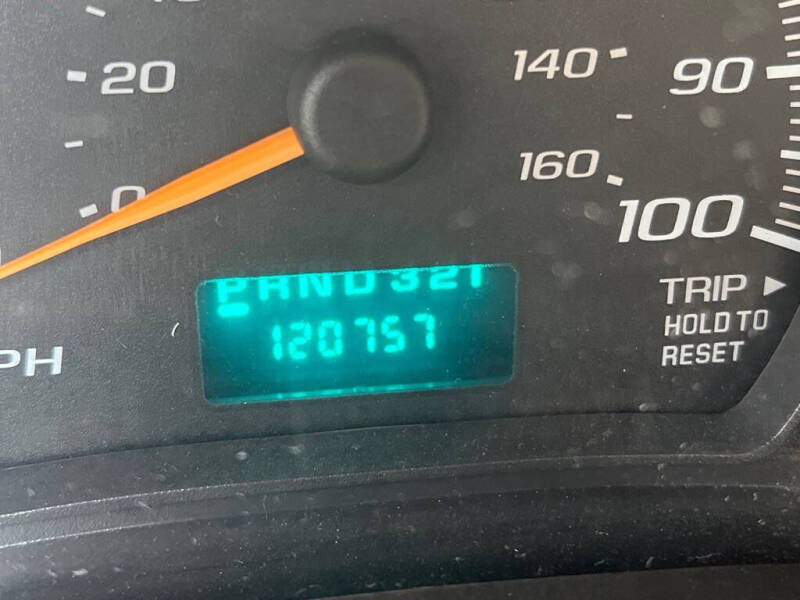 20
0
140
160
90
100
TRIP ▶
HOLD TO
RESET
PRND321
120757
PH